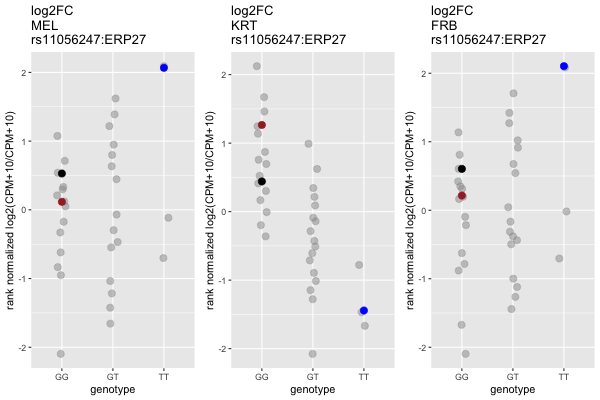 log2FC
MEL
rs11056247:ERP27
rank normalized log2(CPM+10/CPM+10)
2
1
0
-1
-2
GG
GT
TT
genotype
log2FC
KRT
rs11056247:ERP27
rank normalized log2(CPM+10/CPM+10)
2
1
0
-1
-2
GG
GT
TT
genotype
log2FC
FRB
rs11056247:ERP27
rank normalized log2(CPM+10/CPM+10)
2
1
0
-1
-2
GG
GT
TT
genotype